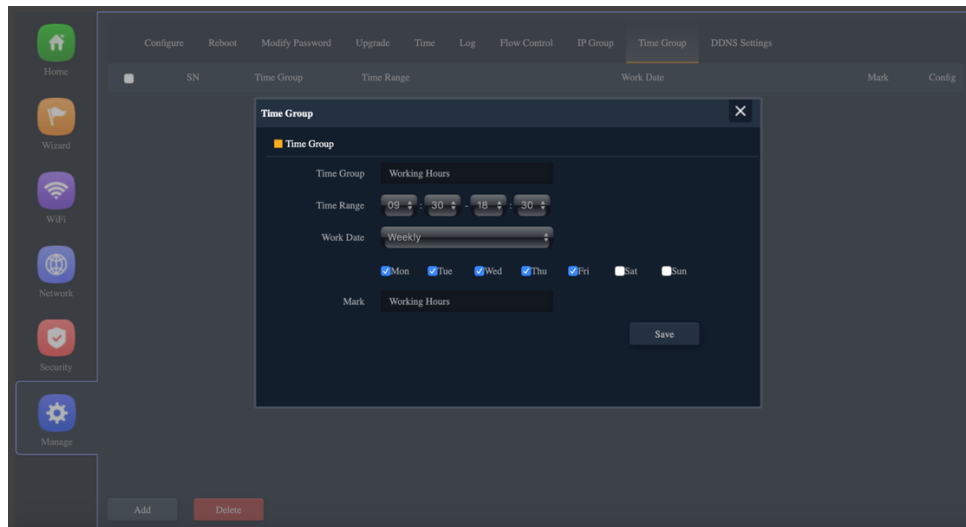 Configure Reboot Modify Password Upgrade Time Log Flow Control IP Group Time Group DDNS Settings
Home
SN Time Group Time Range Work Date Mark Config
Time Group
Time Group
Wizard
Time Group Working Hours
Time Range 09 : 30 - 18 : 30
WiFi
Work Date Weekly
Mon Tue Wed Thu Fri Sat Sun
Network
Mark Working Hours
Save
Security
Manage
Add Delete